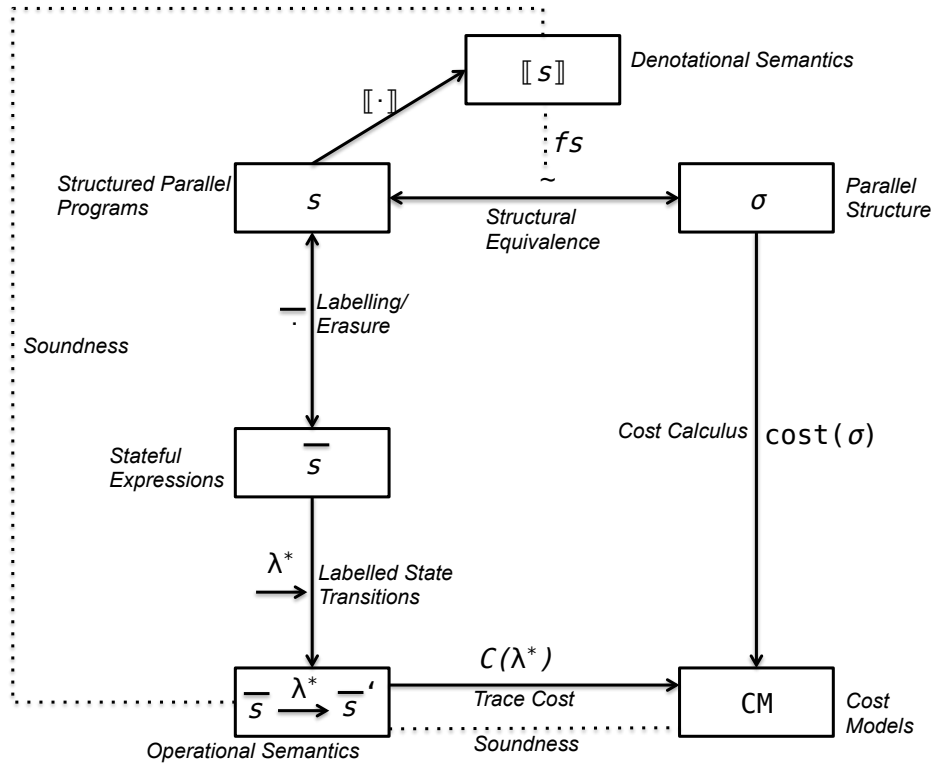 ⟦ s ⟧
Denotational Semantics
⟦ · ⟧
fs
~
Structured Parallel
Programs
s
Structural
Equivalence
σ
Parallel
Structure
Labelling/
Erasure
‾
·
Soundness
Cost Calculus
cost(σ)
Stateful
Expressions
s̅
λ*
Labelled State
Transitions
s̅ λ* → s̅ ‘
Operational Semantics
C(λ*)
Trace Cost
Soundness
CM
Cost
Models